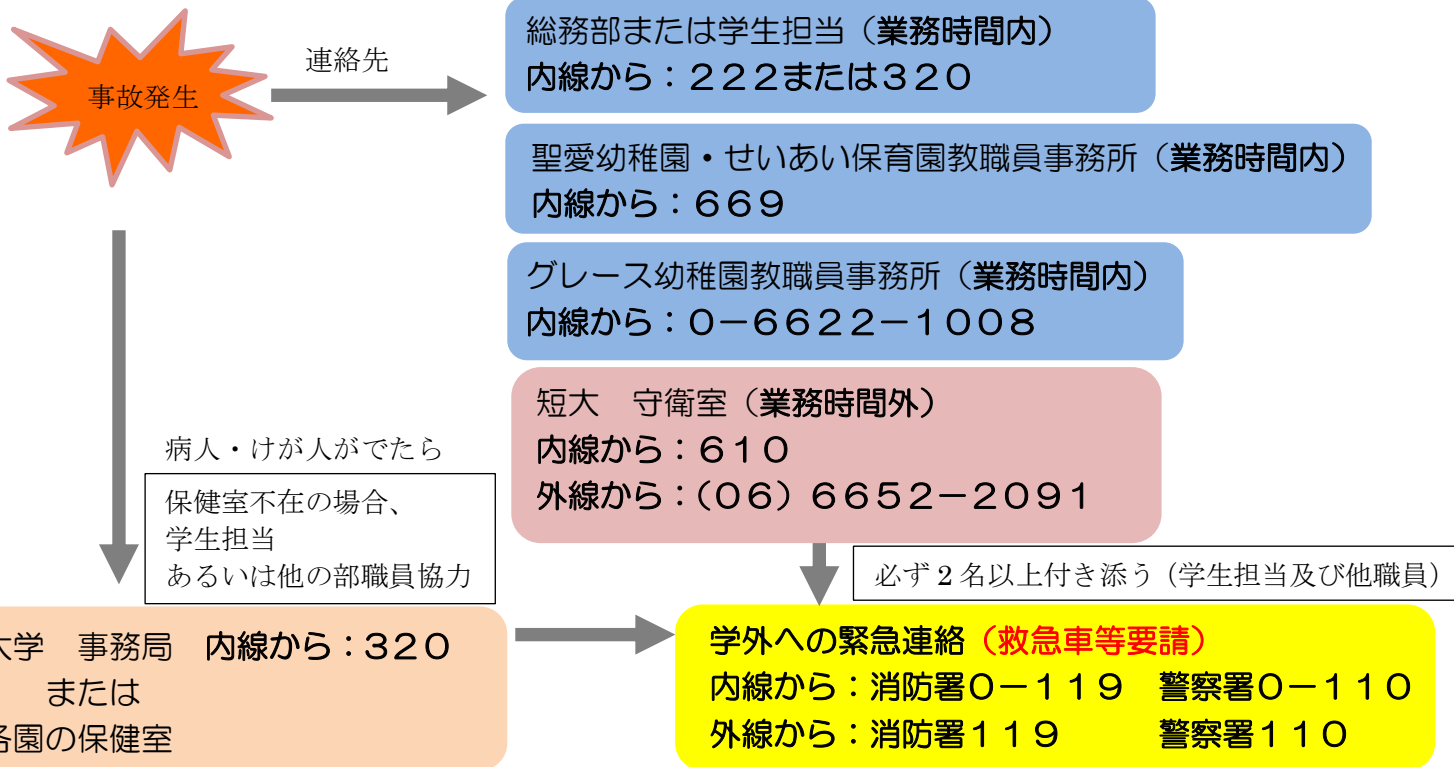 事故発生
連絡先
総務部または学生担当（業務時間内）
内線から：２２２または３２０
聖愛幼稚園・せいあい保育園教職員事務所（業務時間内）
内線から：６６９
グレース幼稚園教職員事務所（業務時間内）
内線から：０－６６２２－１００８
短大　守衛室（業務時間外）
内線から：６１０
外線から：（０６）６６５２－２０９１
病人・けが人がでたら
保健室不在の場合、
学生担当
あるいは他の部職員協力
必ず 2 名以上付き添う（学生担当及び他職員）
大学　事務局　内線から：３２０
または
各園の保健室
学外への緊急連絡（救急車等要請）
内線から：消防署０－１１９　警察署０－１１０
外線から：消防署１１９　　　警察署１１０